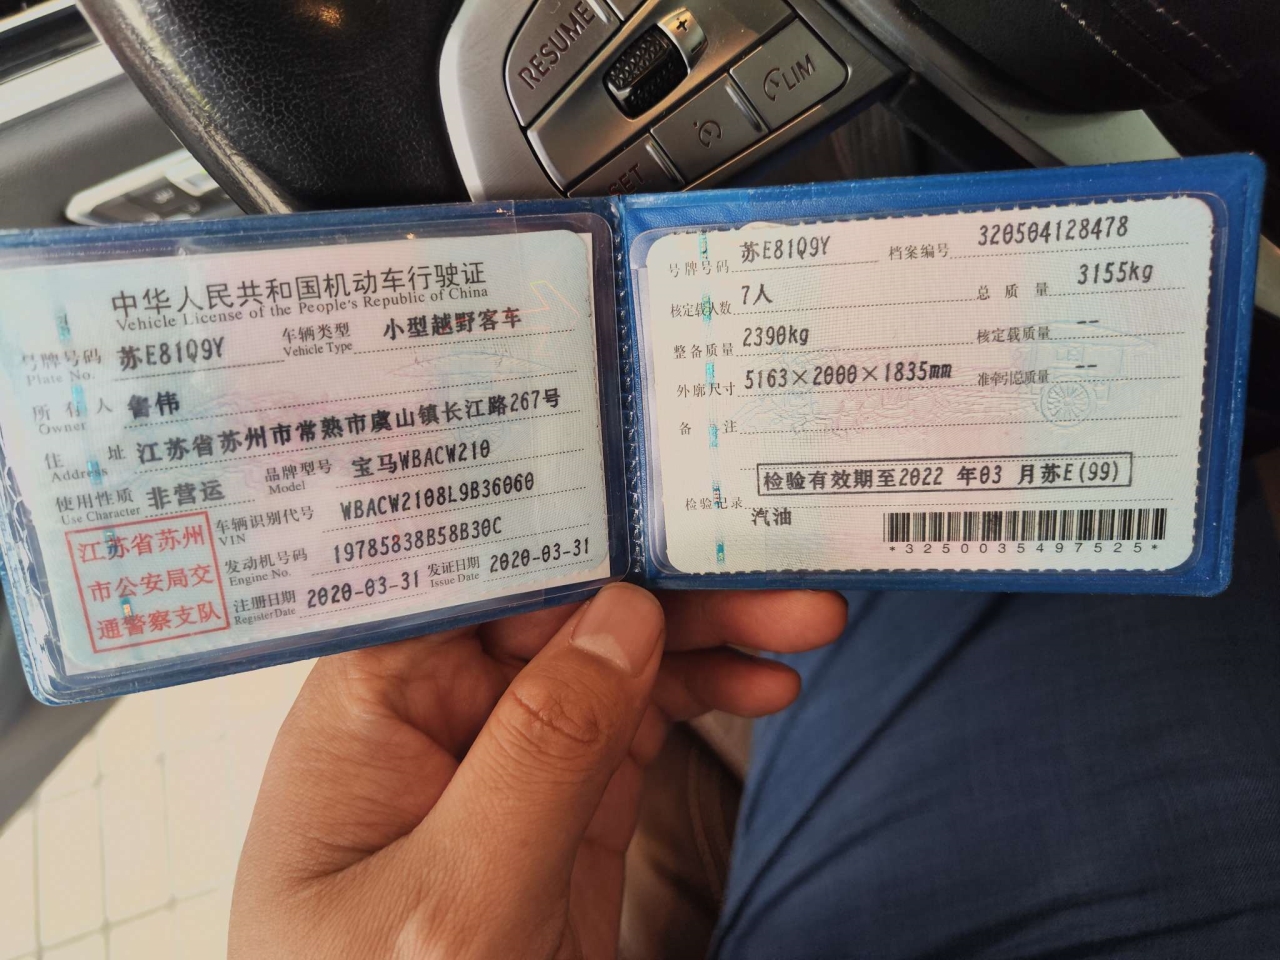 RESUME
+
LIM
SET
中华人民共和国机动车行驶证
Vehicle License of the People's Republic of China
号牌号码 苏E81Q9Y 车辆类型 小型越野客车
Plate No. Vehicle Type
所有人 鲁伟
Owner
住址 江苏省苏州市常熟市虞山镇长江路267号
Address
使用性质 非营运 品牌型号 宝马WBACW210
Use Character Model
江苏省苏州
市公安局交
通警察支队
车辆识别代号 WBACW2108L9B36060
VIN
发动机号码 19785838B58B30C
Engine No.
注册日期 2020-03-31 发证日期 2020-03-31
Register Date Issue Date
号牌号码 苏E81Q9Y 档案编号 320504128478
核定载人数 7人 总质量 3155kg
整备质量 2390kg 核定载质量 --
外廓尺寸 5163×2000×1835mm 准牵引总质量 --
备注
检验有效期至2022 年03 月苏E(99)
检验记录
汽油
*3250035497525*